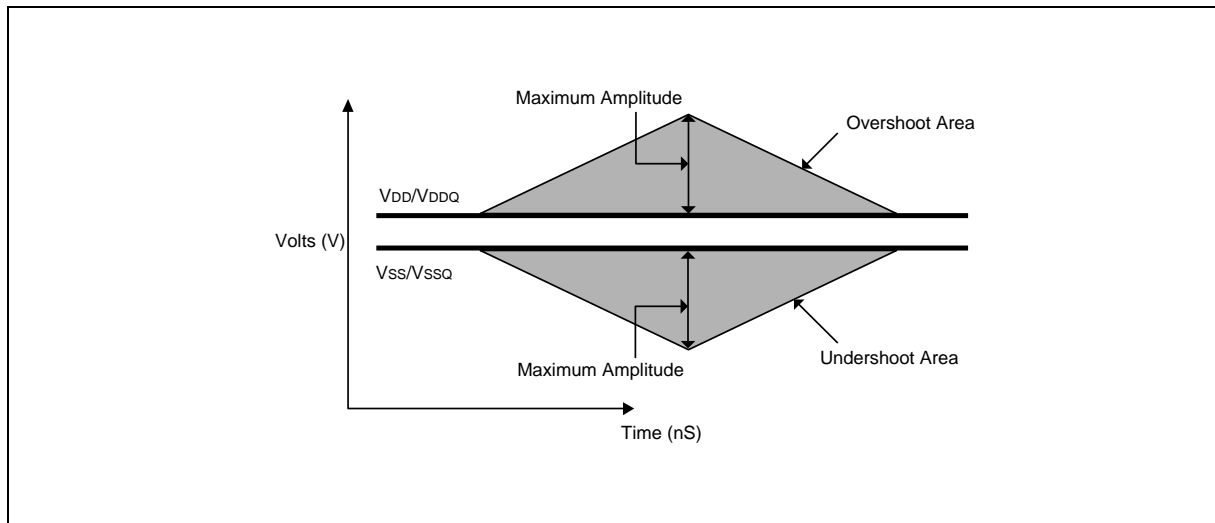 Maximum Amplitude
Overshoot Area
VDD/VDDQ
Volts (V)
VSS/VSSQ
Maximum Amplitude
Undershoot Area
Time (nS)